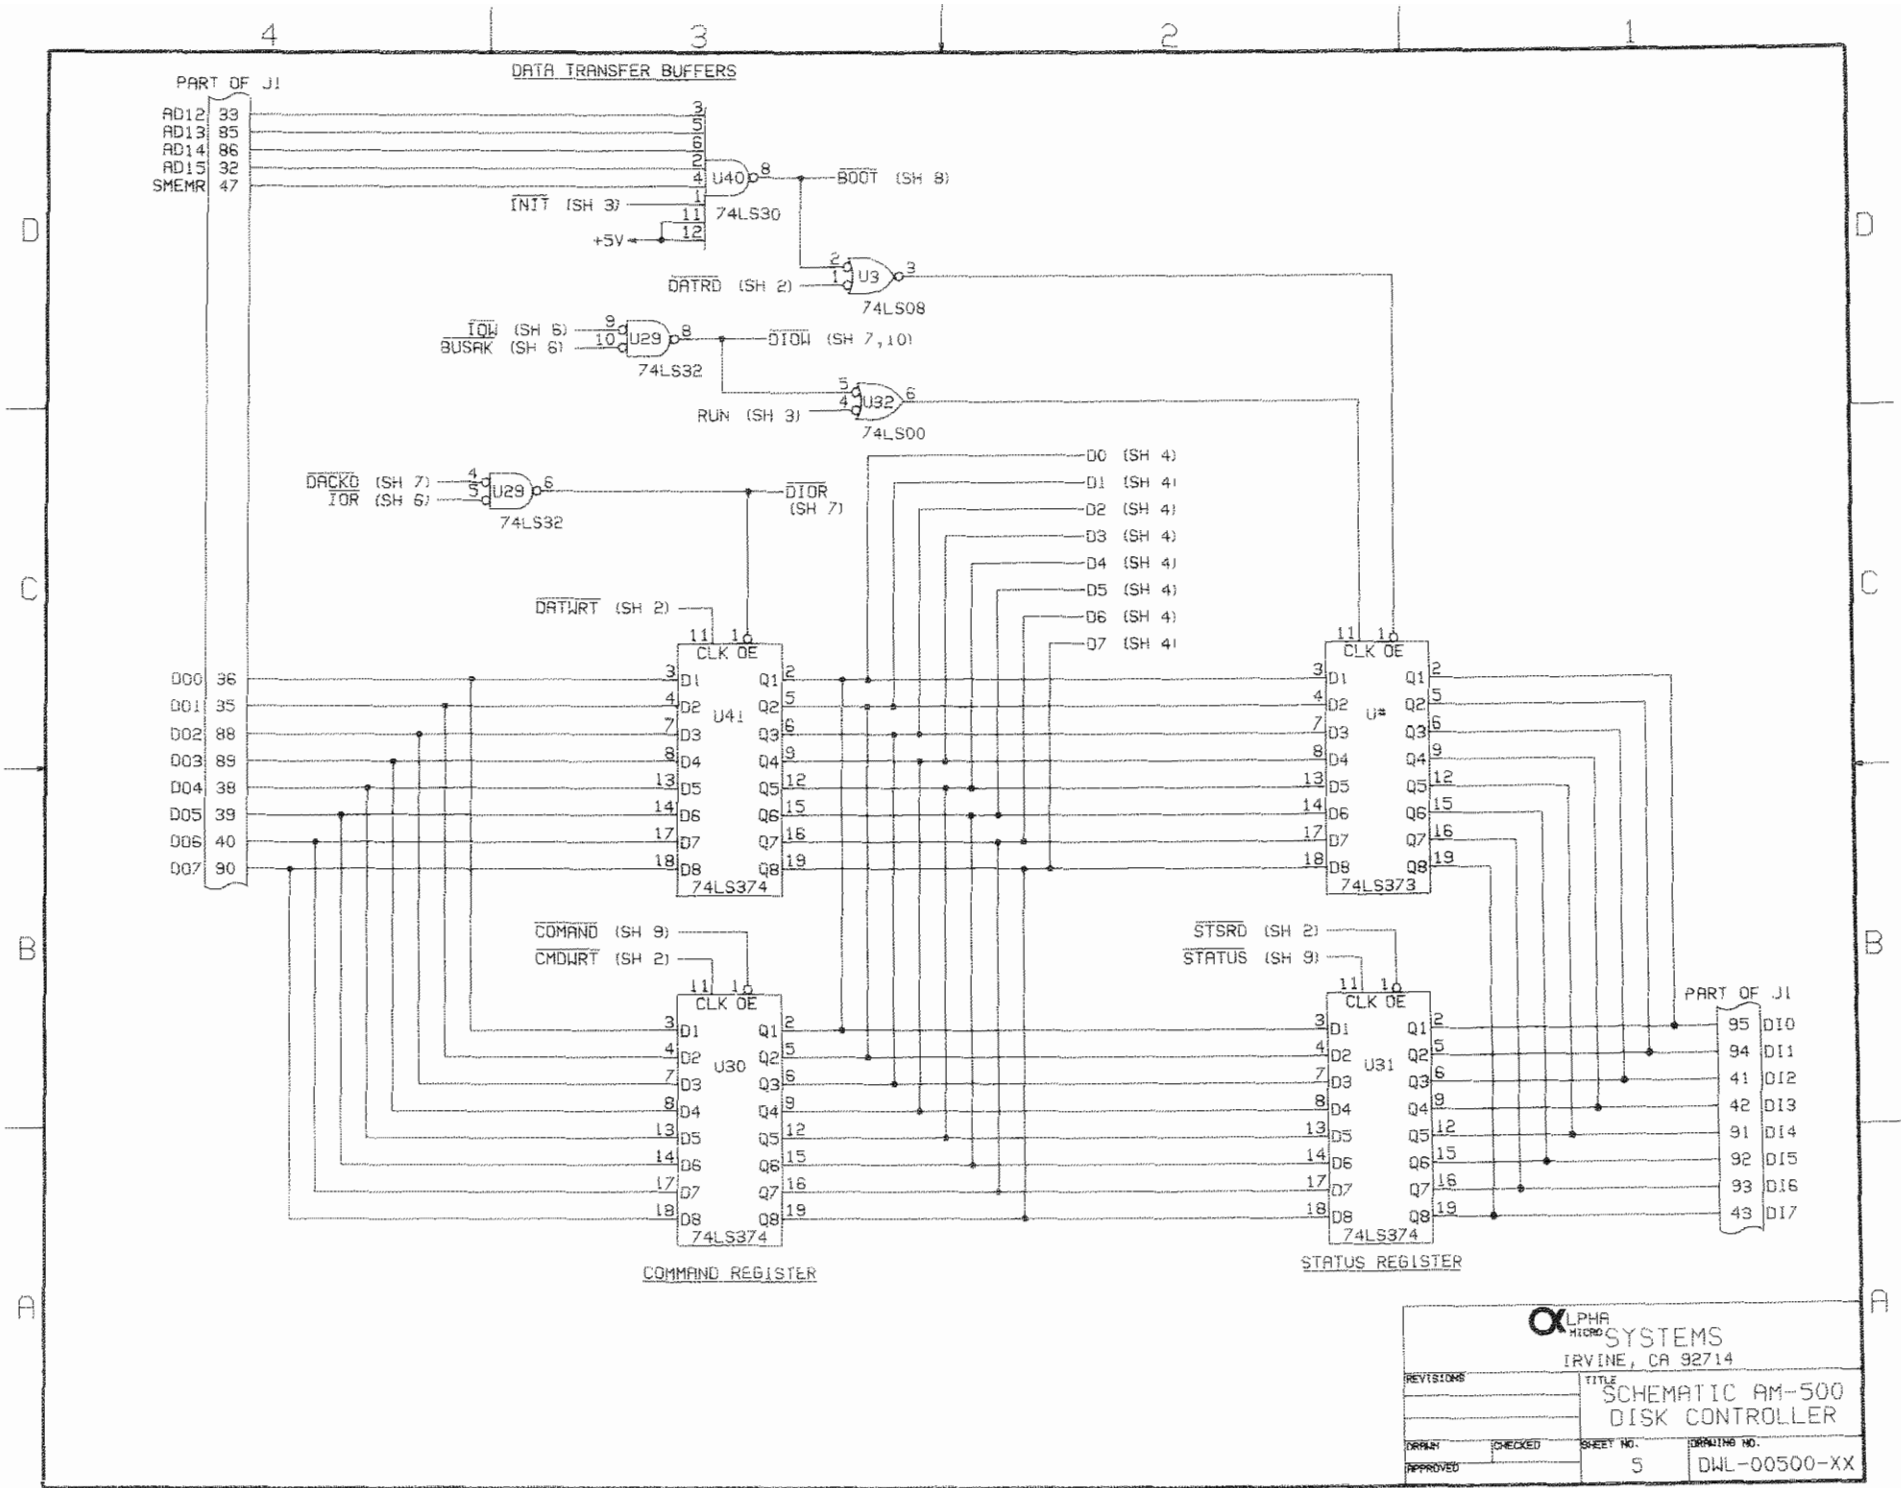 4 3 2 1
DATA TRANSFER BUFFERS
PART OF J1
AD12 33 3
AD13 85 5
AD14 86 6
AD15 32 2
SMEMR 47 4
U40 8 BOOT (SH 8)
INIT (SH 3) 1
74LS30
11
+5V 12
D D
DATRD (SH 2) 2 1 U3 3
74LS08
IOW (SH 6) 9
BUSAK (SH 6) 10 U29 8 DIOW (SH 7,10)
74LS32
RUN (SH 3) 5 4 U32 6
74LS00
DACKD (SH 7) 4
IOR (SH 6) 5 U29 6 DIOR
(SH 7)
74LS32
D0 (SH 4)
D1 (SH 4)
D2 (SH 4)
D3 (SH 4)
D4 (SH 4)
D5 (SH 4)
D6 (SH 4)
D7 (SH 4)
C C
DATWRT (SH 2)
11 1 11 1
CLK OE CLK OE
DO0 36 3 D1 Q1 2 3 D1 Q1 2
DO1 35 4 D2 Q2 5 4 D2 Q2 5
U41 U*
DO2 88 7 D3 Q3 6 7 D3 Q3 6
DO3 89 8 D4 Q4 9 8 D4 Q4 9
DO4 38 13 D5 Q5 12 13 D5 Q5 12
DO5 39 14 D6 Q6 15 14 D6 Q6 15
DO6 40 17 D7 Q7 16 17 D7 Q7 16
DO7 90 18 D8 Q8 19 18 D8 Q8 19
74LS374 74LS373
B B
COMAND (SH 9) STSRD (SH 2)
CMDWRT (SH 2) STATUS (SH 9)
11 1 11 1
CLK OE CLK OE
PART OF J1
3 D1 Q1 2 3 D1 Q1 2 95 DI0
4 D2 Q2 5 4 D2 Q2 5 94 DI1
U30 U31
7 D3 Q3 6 7 D3 Q3 6 41 DI2
8 D4 Q4 9 8 D4 Q4 9 42 DI3
13 D5 Q5 12 13 D5 Q5 12 91 DI4
14 D6 Q6 15 14 D6 Q6 15 92 DI5
17 D7 Q7 16 17 D7 Q7 16 93 DI6
18 D8 Q8 19 18 D8 Q8 19 43 DI7
74LS374 74LS374
COMMAND REGISTER STATUS REGISTER
A A
αLPHA
MICRO SYSTEMS
IRVINE, CA 92714
REVISIONS
TITLE
SCHEMATIC AM-500
DISK CONTROLLER
DRAWN CHECKED SHEET NO. DRAWING NO.
APPROVED 5 DWL-00500-XX